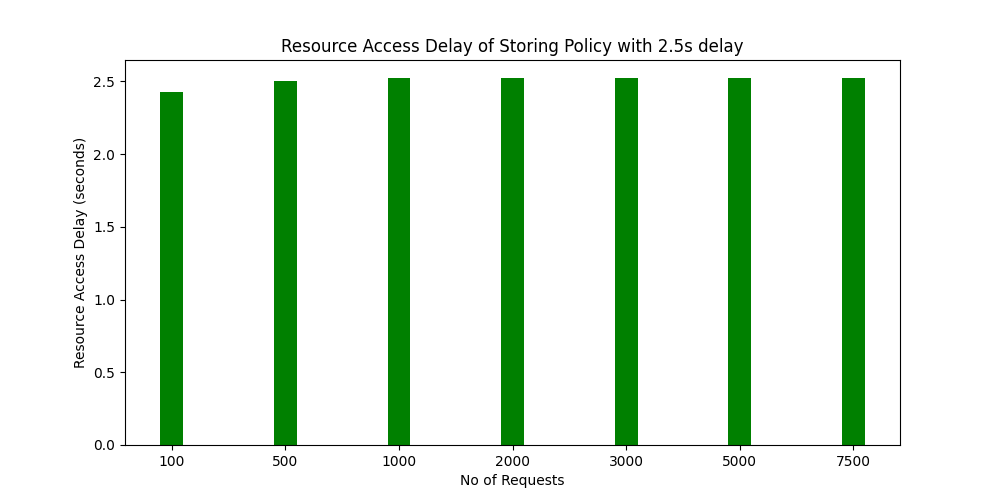 Resource Access Delay of Storing Policy with 2.5s delay
Resource Access Delay (seconds)
2.5
2.0
1.5
1.0
0.5
0.0
100 500 1000 2000 3000 5000 7500
No of Requests